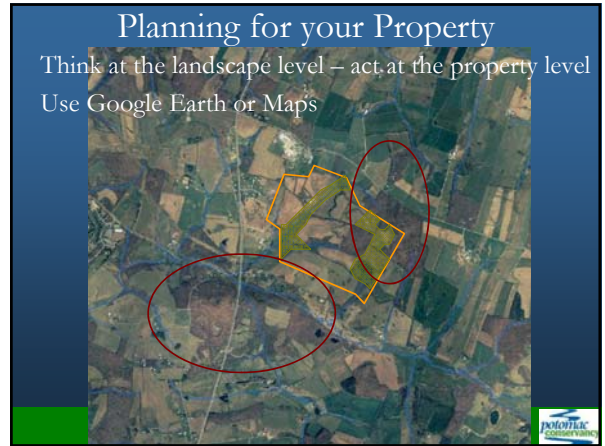 Planning for your Property
Think at the landscape level – act at the property level
Use Google Earth or Maps
potomac
conservancy